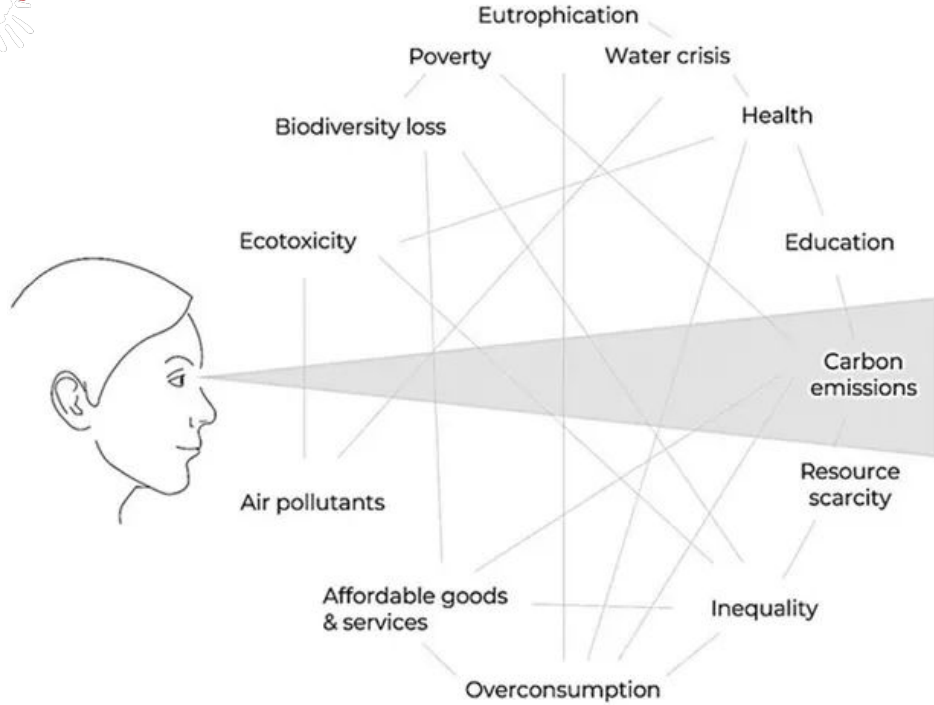 Eutrophication
Poverty
Water crisis
Health
Biodiversity loss
Ecotoxicity
Education
Carbon
emissions
Resource
scarcity
Air pollutants
Affordable goods
& services
Inequality
Overconsumption